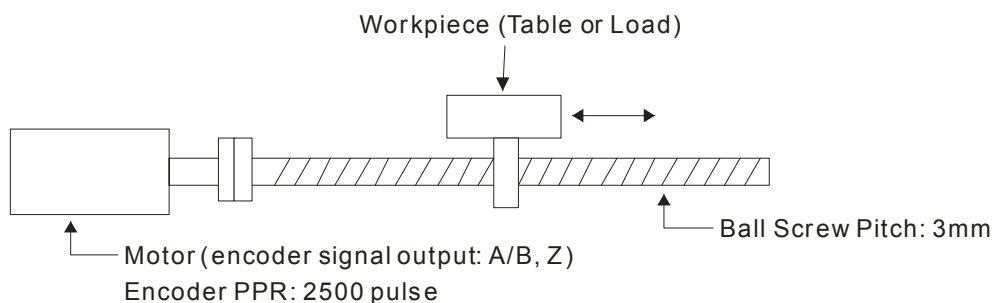 Workpiece (Table or Load)
Ball Screw Pitch: 3mm
Motor (encoder signal output: A/B, Z)
Encoder PPR: 2500 pulse